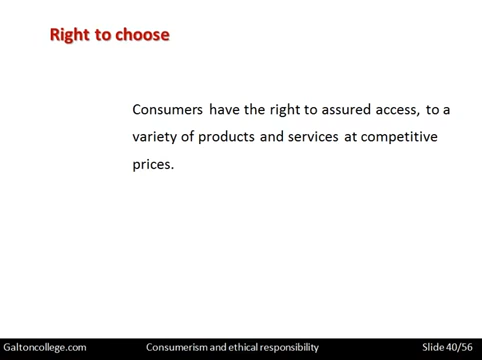 Right to choose
Consumers have the right to assured access, to a
variety of products and services at competitive
prices.
Galtoncollege.com Consumerism and ethical responsibility Slide 40/56